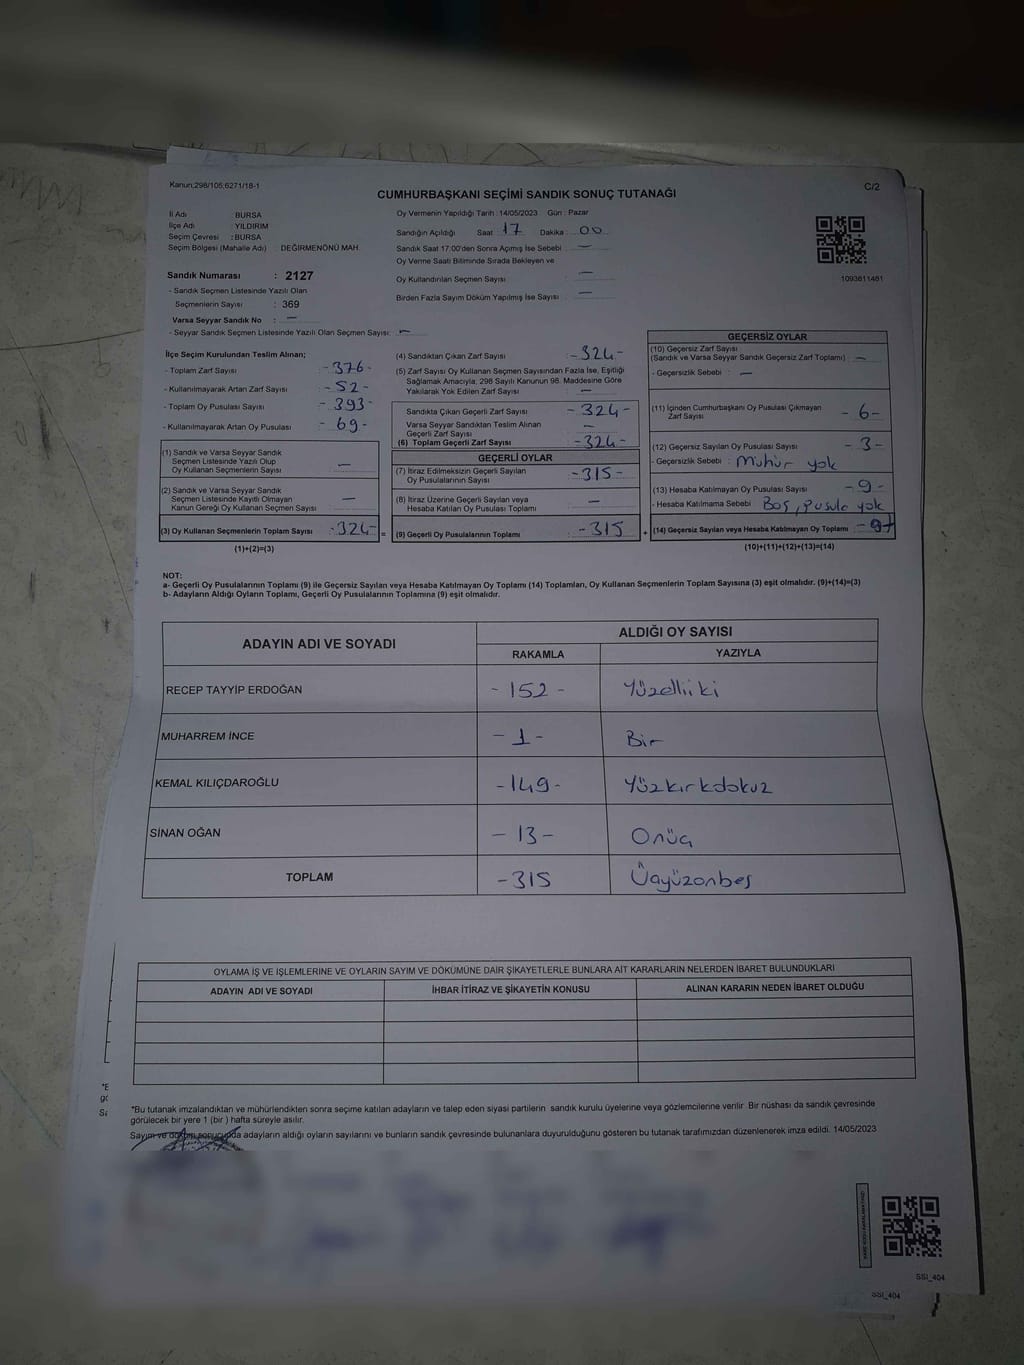 Kanun:298/105;6271/18-1
C/2
CUMHURBAŞKANI SEÇİMİ SANDIK SONUÇ TUTANAĞI
İl Adı : BURSA
İlçe Adı : YILDIRIM
Seçim Çevresi : BURSA
Seçim Bölgesi (Mahalle Adı) : DEĞİRMENÖNÜ MAH.
Sandık Numarası : 2127
- Sandık Seçmen Listesinde Yazılı Olan
Seçmenlerin Sayısı : 369
Varsa Seyyar Sandık No : —
- Seyyar Sandık Seçmen Listesinde Yazılı Olan Seçmen Sayısı: —
Oy Vermenin Yapıldığı Tarih : 14/05/2023 Gün : Pazar
Sandığın Açıldığı Saat 17 Dakika : 00
Sandık Saat 17:00'den Sonra Açılmış İse Sebebi : —
Oy Verme Saati Bitiminde Sırada Bekleyen ve
Oy Kullandırılan Seçmen Sayısı : —
Birden Fazla Sayım Döküm Yapılmış İse Sayısı : —
1093611461
İlçe Seçim Kurulundan Teslim Alınan;
- Toplam Zarf Sayısı : -376-
- Kullanılmayarak Artan Zarf Sayısı : -52-
- Toplam Oy Pusulası Sayısı : -393-
- Kullanılmayarak Artan Oy Pusulası : -69-
(1) Sandık ve Varsa Seyyar Sandık
Seçmen Listesinde Yazılı Olup
Oy Kullanan Seçmenlerin Sayısı —
(2) Sandık ve Varsa Seyyar Sandık
Seçmen Listesinde Kayıtlı Olmayan
Kanun Gereği Oy Kullanan Seçmen Sayısı —
(3) Oy Kullanan Seçmenlerin Toplam Sayısı -324- =
(1)+(2)=(3)
(4) Sandıktan Çıkan Zarf Sayısı : -324-
(5) Zarf Sayısı Oy Kullanan Seçmen Sayısından Fazla İse, Eşitliği
Sağlamak Amacıyla; 298 Sayılı Kanunun 98. Maddesine Göre
Yakılarak Yok Edilen Zarf Sayısı : —
Sandıkta Çıkan Geçerli Zarf Sayısı : -324-
Varsa Seyyar Sandıktan Teslim Alınan
Geçerli Zarf Sayısı : —
(6) Toplam Geçerli Zarf Sayısı : -324-
GEÇERLİ OYLAR
(7) İtiraz Edilmeksizin Geçerli Sayılan
Oy Pusulalarının Sayısı : -315-
(8) İtiraz Üzerine Geçerli Sayılan veya
Hesaba Katılan Oy Pusulası Toplamı : —
(9) Geçerli Oy Pusulalarının Toplamı : -315 +
GEÇERSİZ OYLAR
(10) Geçersiz Zarf Sayısı
(Sandık ve Varsa Seyyar Sandık Geçersiz Zarf Toplamı) : —
- Geçersizlik Sebebi : —
(11) İçinden Cumhurbaşkanı Oy Pusulası Çıkmayan
Zarf Sayısı - 6-
(12) Geçersiz Sayılan Oy Pusulası Sayısı : - 3-
- Geçersizlik Sebebi : mühür yok
(13) Hesaba Katılmayan Oy Pusulası Sayısı : -9-
- Hesaba Katılmama Sebebi : Boş, pusula yok
(14) Geçersiz Sayılan veya Hesaba Katılmayan Oy Toplamı
(10)+(11)+(12)+(13)=(14)
NOT:
a- Geçerli Oy Pusulalarının Toplamı (9) ile Geçersiz Sayılan veya Hesaba Katılmayan Oy Toplamı (14) Toplamları, Oy Kullanan Seçmenlerin Toplam Sayısına (3) eşit olmalıdır. (9)+(14)=(3)
b- Adayların Aldığı Oyların Toplamı, Geçerli Oy Pusulalarının Toplamına (9) eşit olmalıdır.
ADAYIN ADI VE SOYADI ALDIĞI OY SAYISI
RAKAMLA YAZIYLA
RECEP TAYYİP ERDOĞAN - 152 - Yüzelliiki
MUHARREM İNCE - 1 - Bir
KEMAL KILIÇDAROĞLU -149- Yüzkırkdokuz
SİNAN OĞAN - 13 - Onüç
TOPLAM -315 Üçyüzonbeş
OYLAMA İŞ VE İŞLEMLERİNE VE OYLARIN SAYIM VE DÖKÜMÜNE DAİR ŞİKAYETLERLE BUNLARA AİT KARARLARIN NELERDEN İBARET BULUNDUKLARI
ADAYIN ADI VE SOYADI İHBAR İTİRAZ VE ŞİKAYETİN KONUSU ALINAN KARARIN NEDEN İBARET OLDUĞU
*Bu tutanak imzalandıktan ve mühürlendikten sonra seçime katılan adayların ve talep eden siyasi partilerin sandık kurulu üyelerine veya gözlemcilerine verilir. Bir nüshası da sandık çevresinde
görülecek bir yere 1 (bir ) hafta süreyle asılır.
Sayım ve döküm sonucunda adayların aldığı oyların sayılarını ve bunların sandık çevresinde bulunanlara duyurulduğunu gösteren bu tutanak tarafımızdan düzenlenerek imza edildi. 14/05/2023
SSI_404
SSI_404